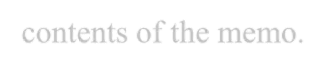 contents of the memo.